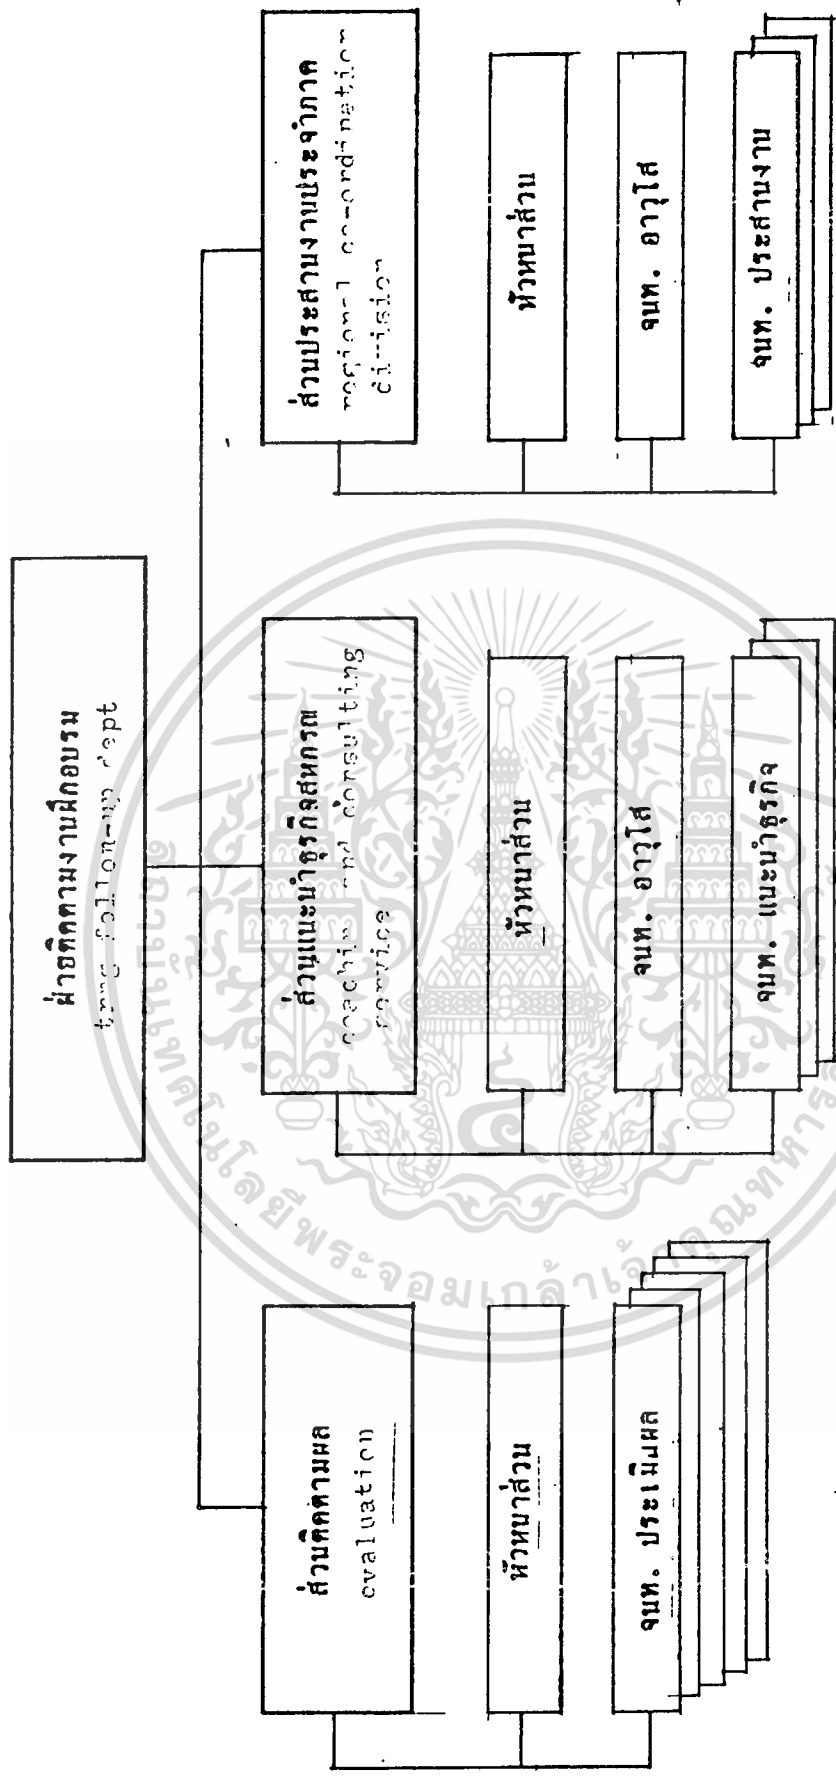 ฝ่ายติดตามงานฝึกอบรม
trng follow-up dept
ส่วนติดตามผล
evaluation
หัวหน้าส่วน
จนท. ประเมินผล
ส่วนแนะนำธุรกิจสหกรณ์
coaching and consulting
service
หัวหน้าส่วน
จนท. อาวุโส
จนท. แนะนำธุรกิจ
ส่วนประสานงานประจำภาค
regional co-ordination
division
หัวหน้าส่วน
จนท. อาวุโส
จนท. ประสานงาน